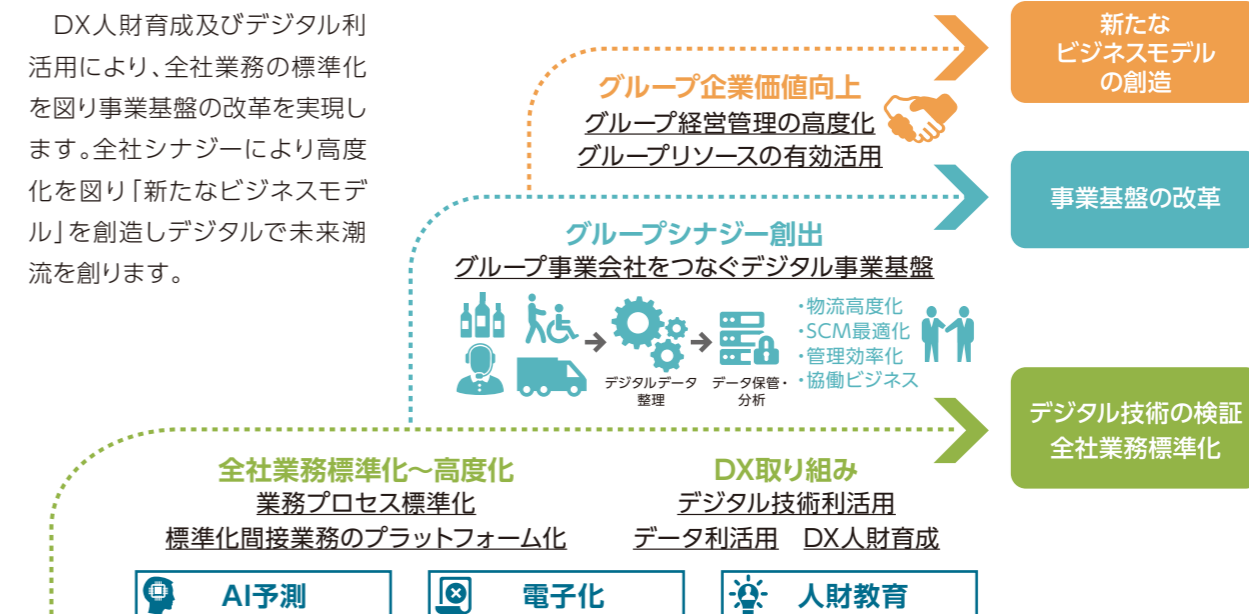 DX人財育成及びデジタル利
活用により、全社業務の標準化
を図り事業基盤の改革を実現し
ます。全社シナジーにより高度
化を図り「新たなビジネスモデ
ル」を創造しデジタルで未来潮
流を創ります。
新たな
ビジネスモデル
の創造
グループ企業価値向上
グループ経営管理の高度化
グループリソースの有効活用
事業基盤の改革
グループシナジー創出
グループ事業会社をつなぐデジタル事業基盤
デジタルデータ
整理
データ保管・
分析
・物流高度化
・SCM最適化
・管理効率化
・協働ビジネス
デジタル技術の検証
全社業務標準化
全社業務標準化～高度化
業務プロセス標準化
標準化間接業務のプラットフォーム化
DX取り組み
デジタル技術利活用
データ利活用 DX人財育成
AI予測
電子化
人財教育